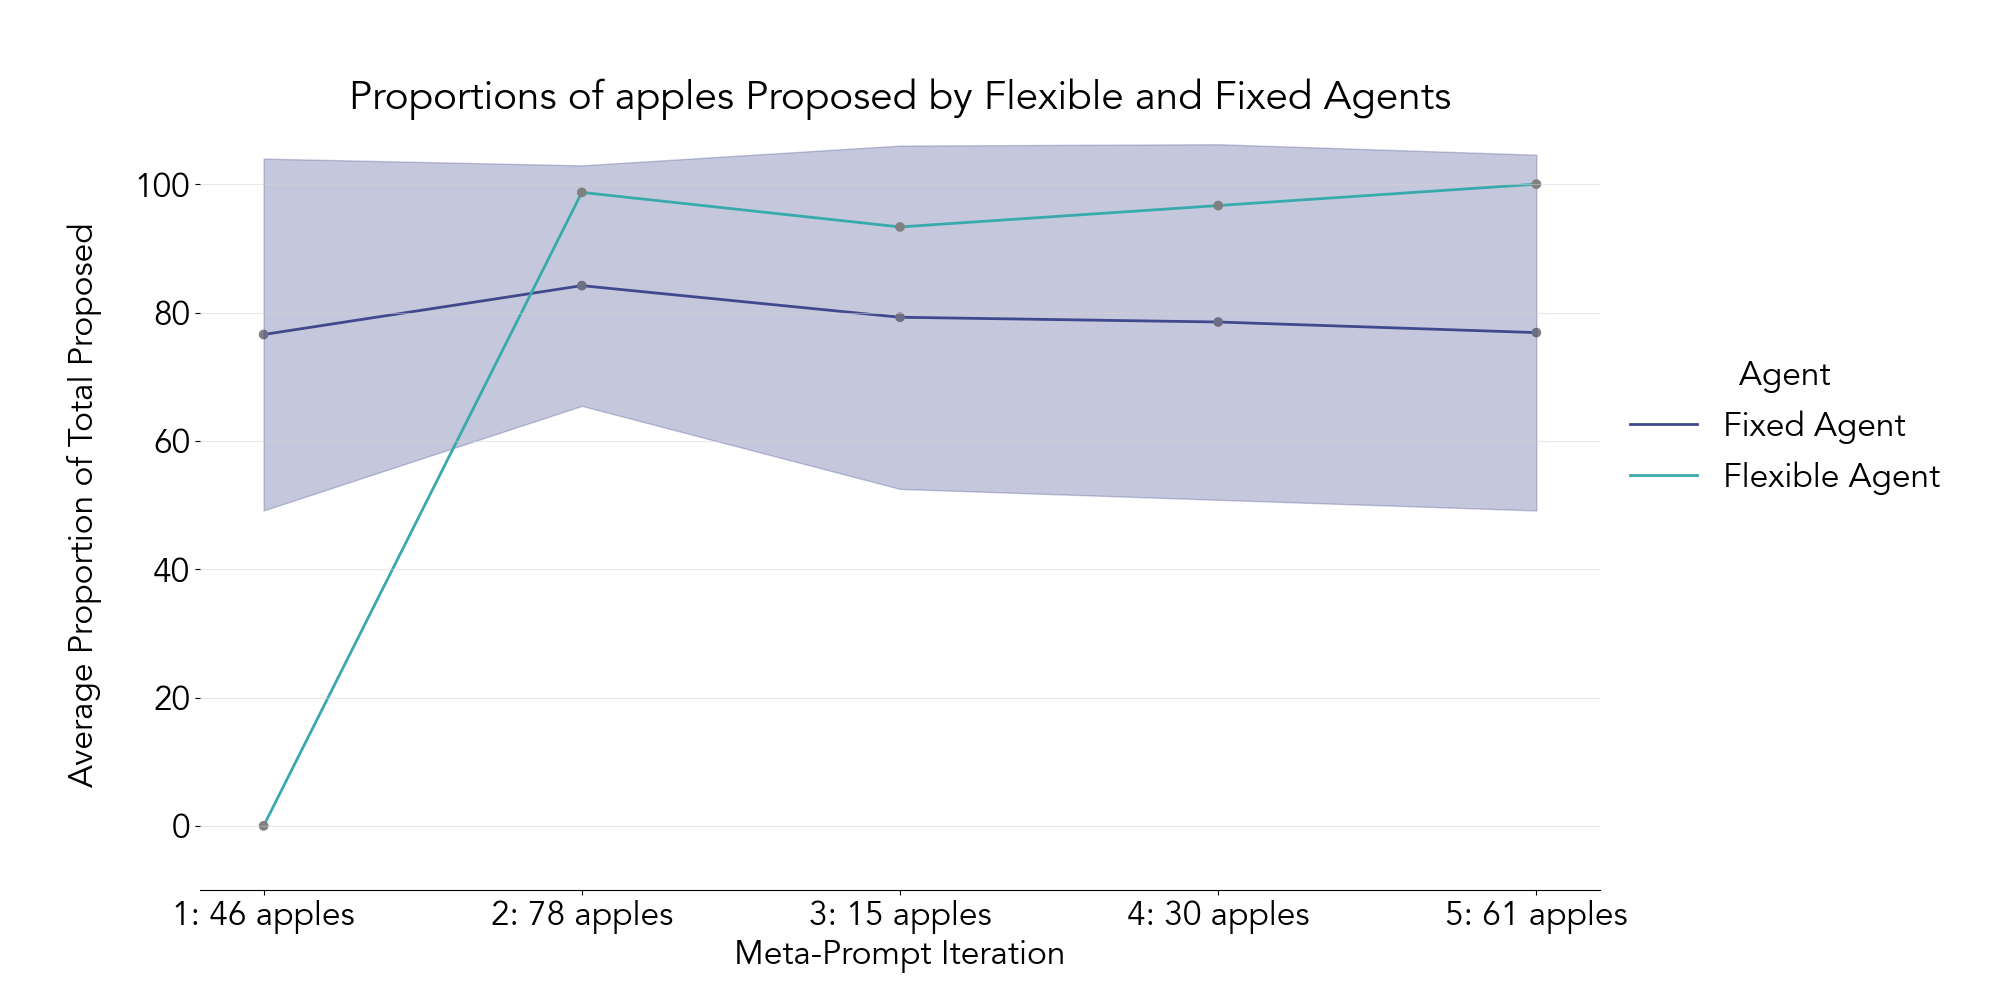 Proportions of apples Proposed by Flexible and Fixed Agents
Average Proportion of Total Proposed
100
80
60
40
20
0
1: 46 apples
2: 78 apples
3: 15 apples
4: 30 apples
5: 61 apples
Meta-Prompt Iteration
Agent
Fixed Agent
Flexible Agent